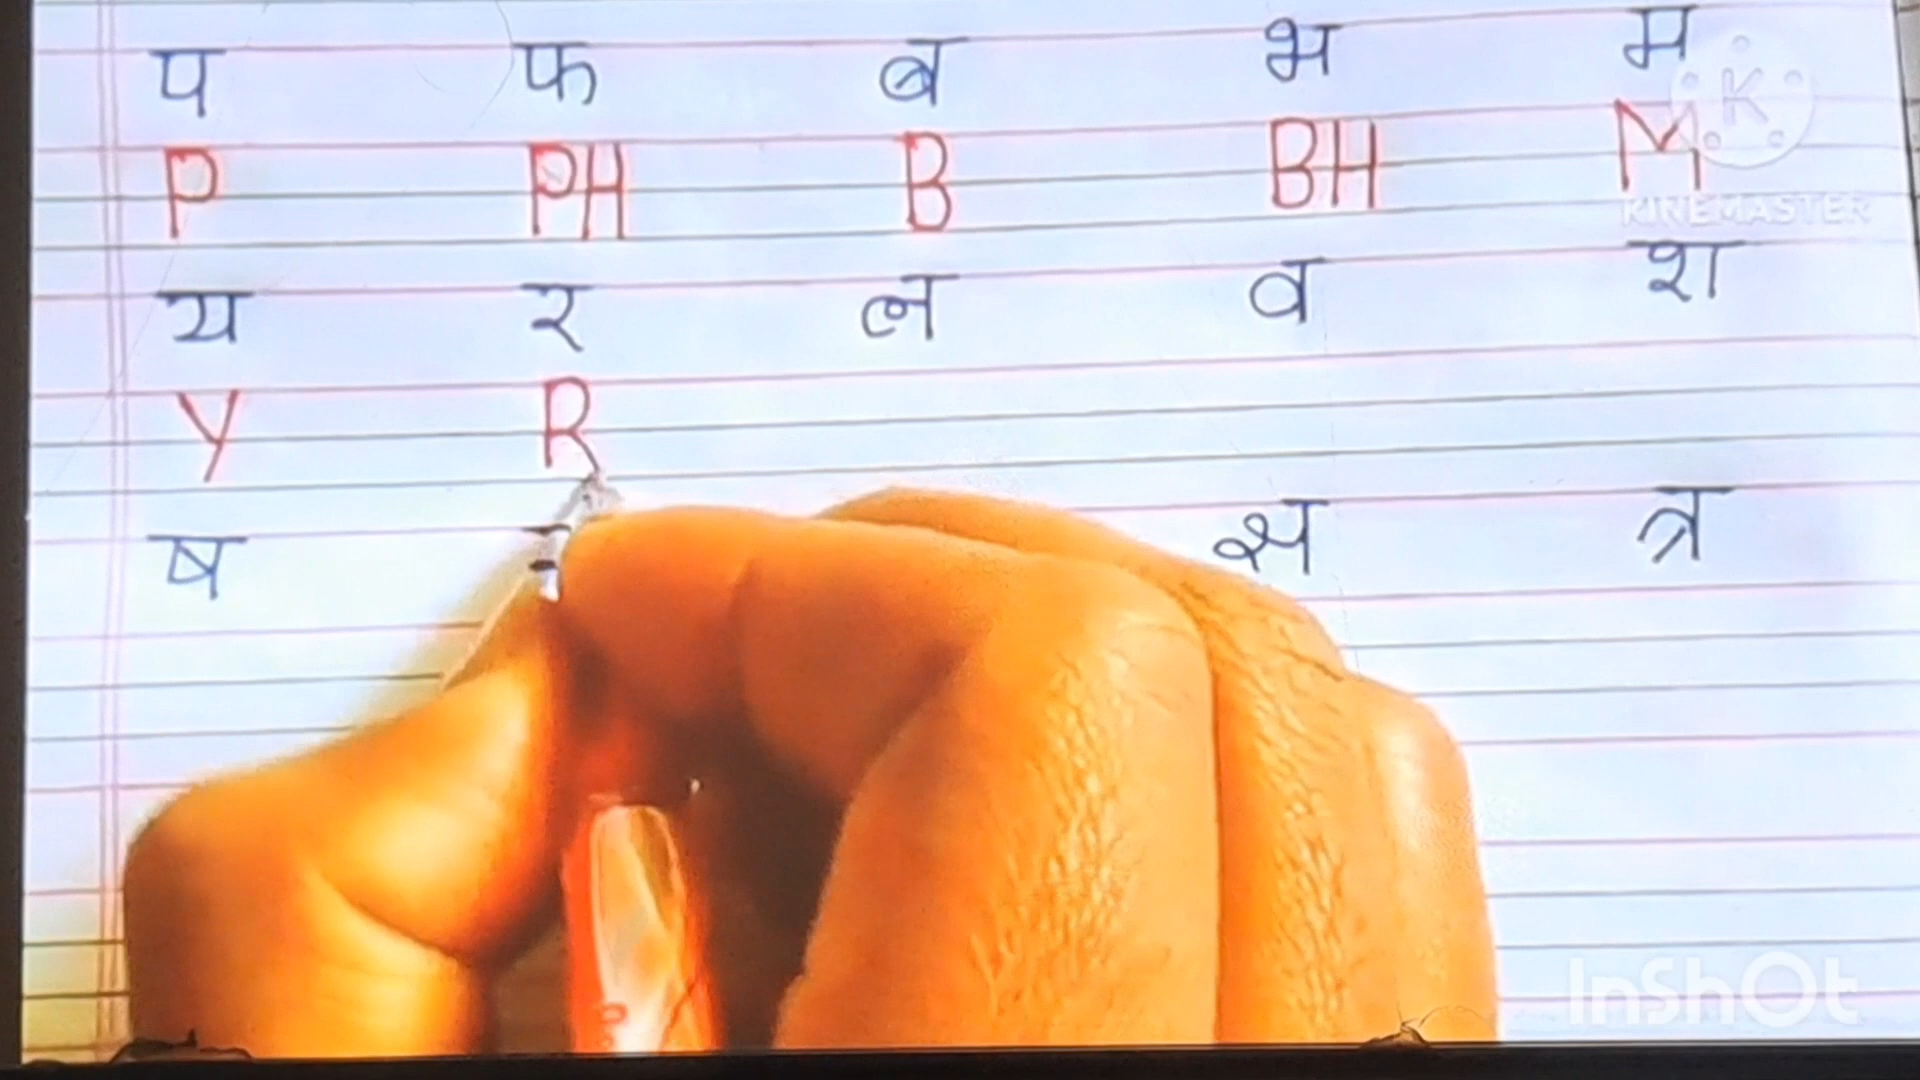 प फ ब भ म
P PH B BH M
KINEMASTER
य र ल व श
Y R
ष क्ष त्र
InShOt